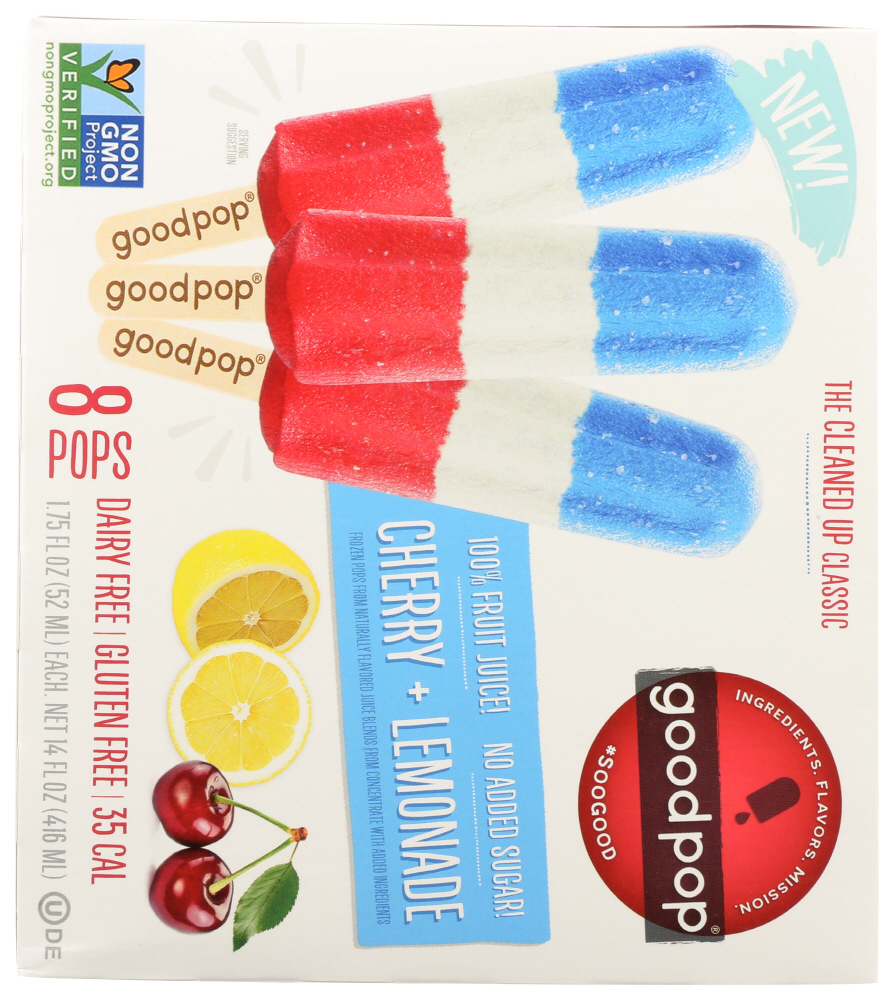 NEW!
THE CLEANED UP CLASSIC
INGREDIENTS. FLAVORS. MISSION.
goodpop®
#SOOGOOD
100% FRUIT JUICE! NO ADDED SUGAR!
CHERRY + LEMONADE
FROZEN POPS FROM NATURALLY FLAVORED JUICE BLENDS FROM CONCENTRATE WITH ADDED INGREDIENTS
goodpop®
goodpop®
goodpop®
SERVING
SUGGESTION
NON
GMO
Project
VERIFIED
nongmoproject.org
8
POPS
DAIRY FREE | GLUTEN FREE | 35 CAL
1.75 FL OZ (52 ML) EACH. NET 14 FL OZ (416 ML)
U DE